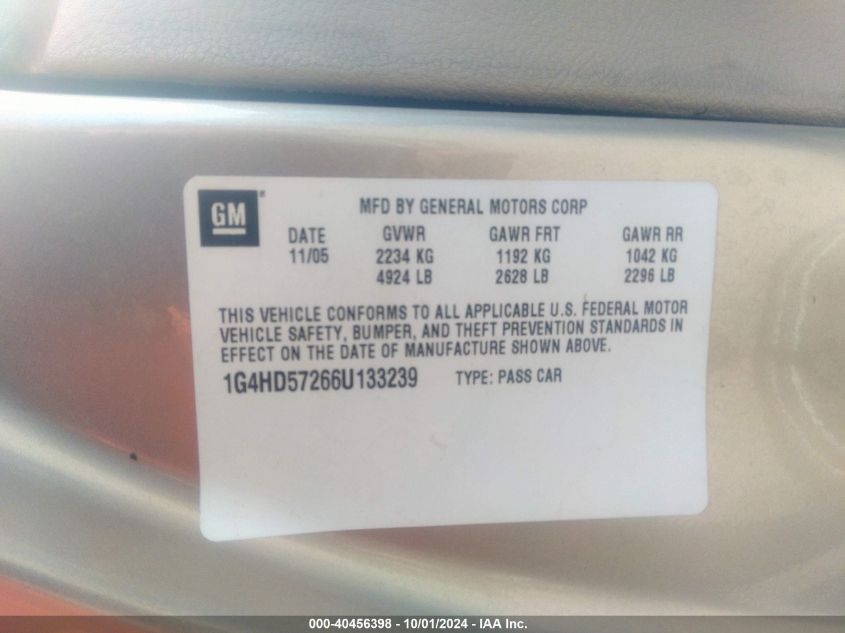 GM
MFD BY GENERAL MOTORS CORP
DATE GVWR GAWR FRT GAWR RR
11/05 2234 KG 1192 KG 1042 KG
4924 LB 2628 LB 2296 LB
THIS VEHICLE CONFORMS TO ALL APPLICABLE U.S. FEDERAL MOTOR
VEHICLE SAFETY, BUMPER, AND THEFT PREVENTION STANDARDS IN
EFFECT ON THE DATE OF MANUFACTURE SHOWN ABOVE.
1G4HD57266U133239 TYPE: PASS CAR
000-40456398 - 10/01/2024 - IAA Inc.